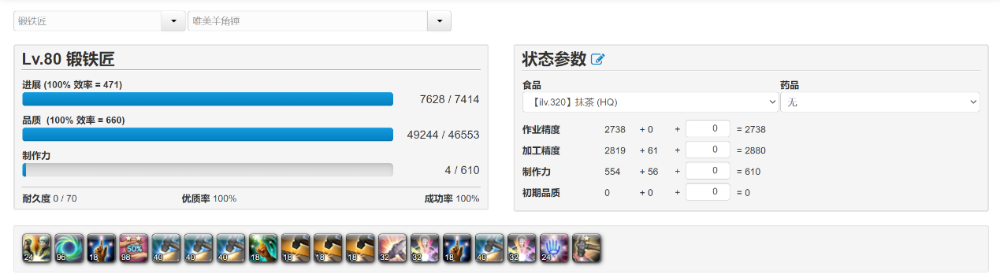 锻铁匠 唯美羊角锤
Lv.80 锻铁匠
进展 (100% 效率 = 471)
7628 / 7414
品质 (100% 效率 = 660)
49244 / 46553
制作力
4 / 610
耐久度 0 / 70 优质率 100% 成功率 100%
状态参数
食品 药品
【ilv.320】抹茶 (HQ) 无
作业精度 2738 + 0 + 0 = 2738
加工精度 2819 + 61 + 0 = 2880
制作力 554 + 56 + 0 = 610
初期品质 0 + 0 + 0 = 0
24 96 18 50% 98 40 40 40 18 18 18 18 32 32 18 40 32 24